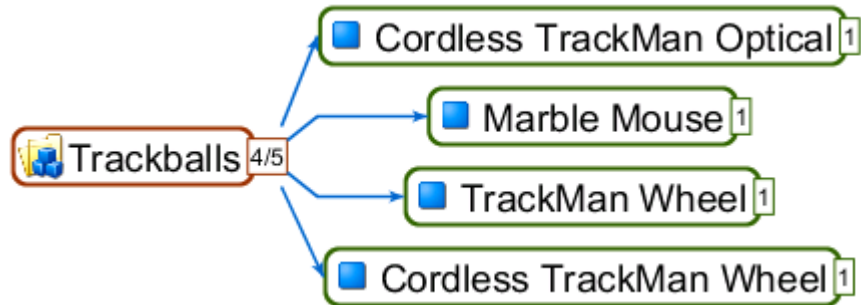 Cordless TrackMan Optical 1
Marble Mouse 1
Trackballs 4/5
TrackMan Wheel 1
Cordless TrackMan Wheel 1